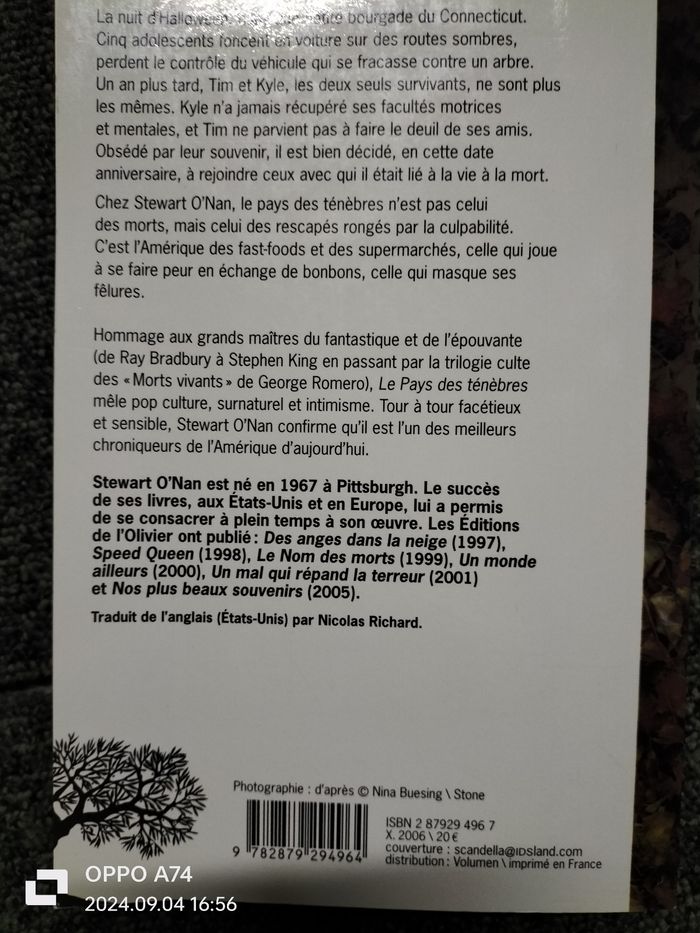 La nuit d'Halloween, une petite bourgade du Connecticut.
Cinq adolescents foncent en voiture sur des routes sombres,
perdent le contrôle du véhicule qui se fracasse contre un arbre.
Un an plus tard, Tim et Kyle, les deux seuls survivants, ne sont plus
les mêmes. Kyle n'a jamais récupéré ses facultés motrices
et mentales, et Tim ne parvient pas à faire le deuil de ses amis.
Obsédé par leur souvenir, il est bien décidé, en cette date
anniversaire, à rejoindre ceux avec qui il était lié à la vie à la mort.
Chez Stewart O'Nan, le pays des ténèbres n'est pas celui
des morts, mais celui des rescapés rongés par la culpabilité.
C'est l'Amérique des fast-foods et des supermarchés, celle qui joue
à se faire peur en échange de bonbons, celle qui masque ses
fêlures.
Hommage aux grands maîtres du fantastique et de l'épouvante
(de Ray Bradbury à Stephen King en passant par la trilogie culte
des « Morts vivants » de George Romero), Le Pays des ténèbres
mêle pop culture, surnaturel et intimisme. Tour à tour facétieux
et sensible, Stewart O'Nan confirme qu'il est l'un des meilleurs
chroniqueurs de l'Amérique d'aujourd'hui.
Stewart O'Nan est né en 1967 à Pittsburgh. Le succès
de ses livres, aux États-Unis et en Europe, lui a permis
de se consacrer à plein temps à son œuvre. Les Éditions
de l'Olivier ont publié : Des anges dans la neige (1997),
Speed Queen (1998), Le Nom des morts (1999), Un monde
ailleurs (2000), Un mal qui répand la terreur (2001)
et Nos plus beaux souvenirs (2005).
Traduit de l'anglais (États-Unis) par Nicolas Richard.
Photographie : d'après © Nina Buesing \ Stone
ISBN 2 87929 496 7
X. 2006 \ 20 €
couverture : scandella@IDSland.com
distribution : Volumen \ imprimé en France
9 782879 294964
OPPO A74
2024.09.04 16:56